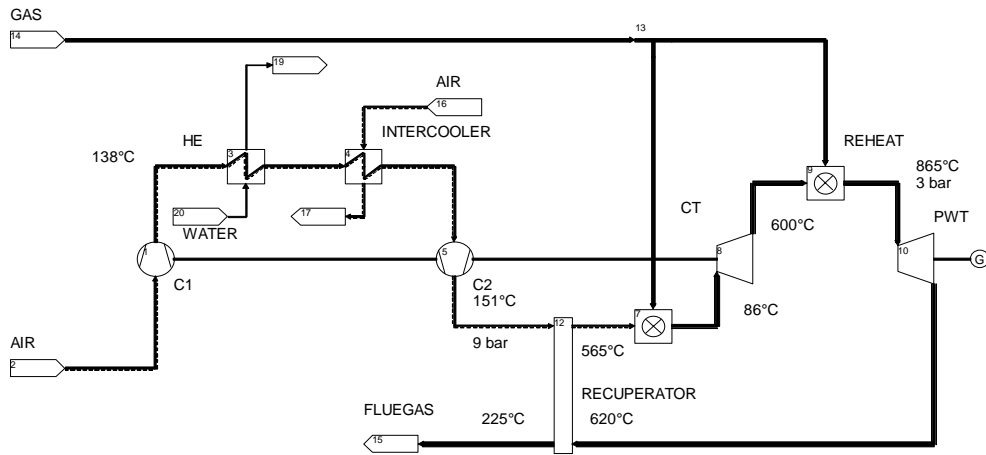 GAS
14
13
19
AIR
16
INTERCOOLER
HE
3
4
138°C
REHEAT
9
865°C
3 bar
20
WATER
17
CT
600°C
PWT
1
C1
5
C2
151°C
8
86°C
10
G
AIR
2
9 bar
12
565°C
7
RECUPERATOR
FLUEGAS
15
225°C
620°C